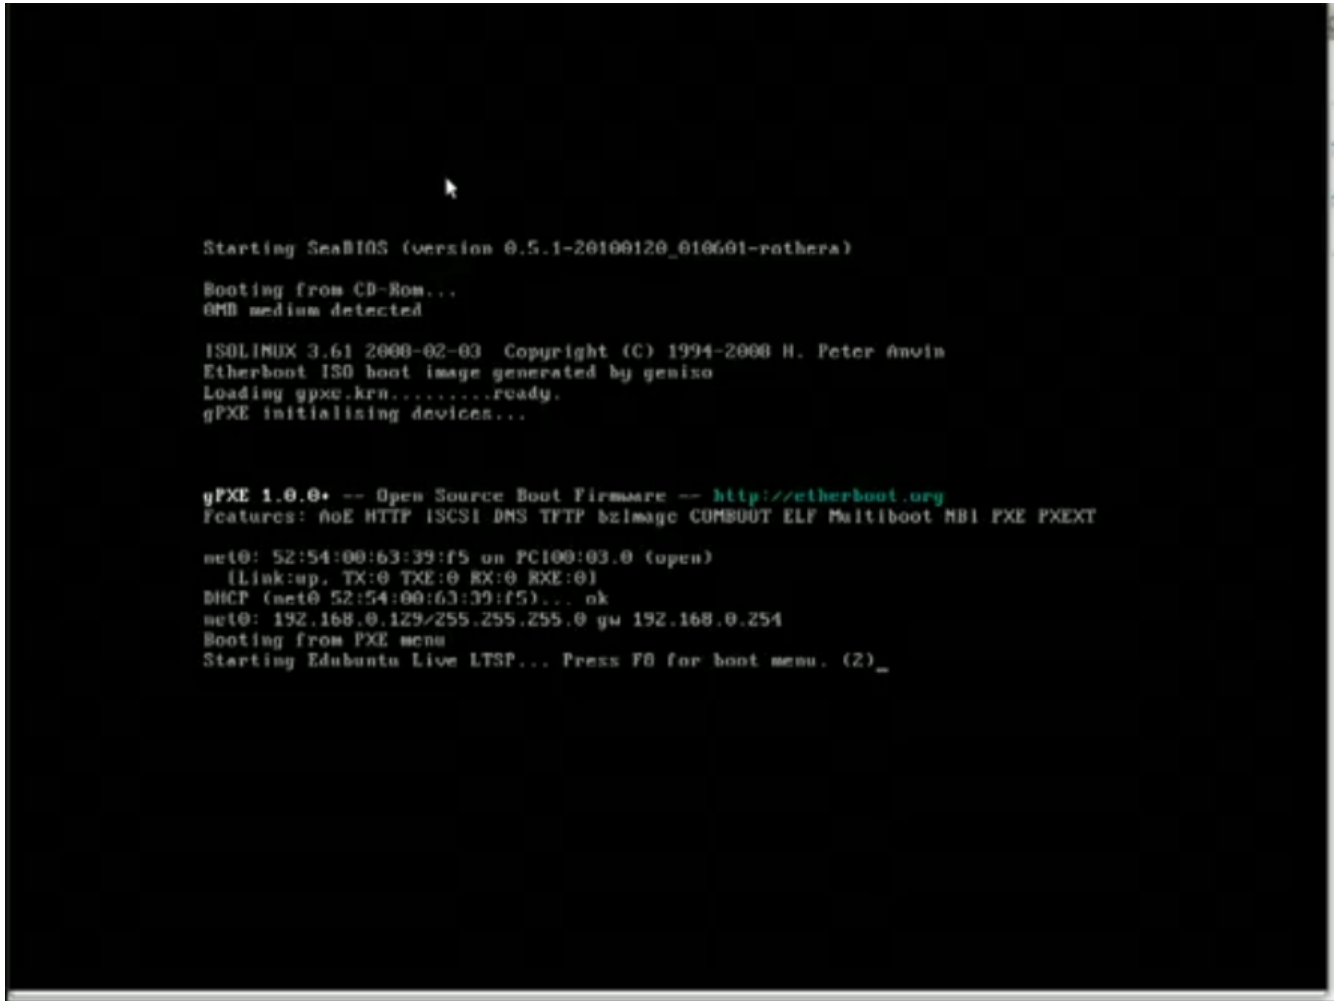 Starting SeaBIOS (version 0.5.1-20100120_010601-rothera)
Booting from CD-Rom...
0MB medium detected
ISOLINUX 3.61 2008-02-03  Copyright (C) 1994-2008 H. Peter Anvin
Etherboot ISO boot image generated by geniso
Loading gpxe.krn.........ready.
gPXE initialising devices...
gPXE 1.0.0+ -- Open Source Boot Firmware -- http://etherboot.org
Features: AoE HTTP iSCSI DNS TFTP bzImage COMBOOT ELF Multiboot NBI PXE PXEXT
net0: 52:54:00:63:39:f5 on PCI00:03.0 (open)
[Link:up, TX:0 TXE:0 RX:0 RXE:0]
DHCP (net0 52:54:00:63:39:f5)... ok
net0: 192.168.0.129/255.255.255.0 gw 192.168.0.254
Booting from PXE menu
Starting Edubuntu Live LTSP... Press F8 for boot menu. (2)_